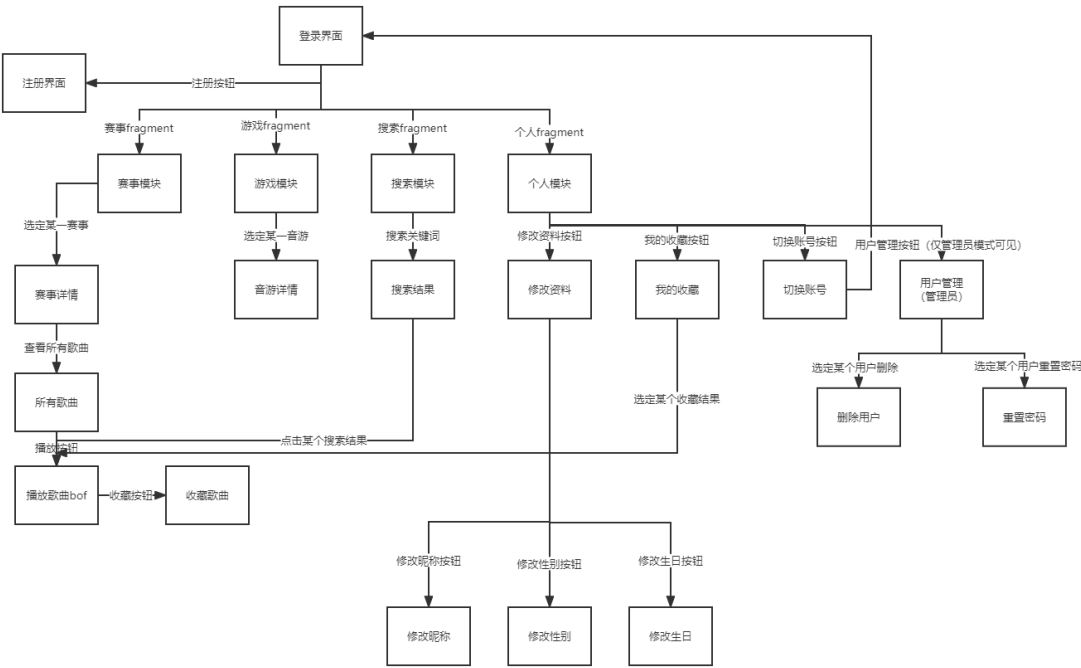 登录界面
注册界面
注册按钮
赛事fragment
游戏fragment
搜索fragment
个人fragment
赛事模块
游戏模块
搜索模块
个人模块
选定某一赛事
选定某一音游
搜索关键词
修改资料按钮
我的收藏按钮
切换账号按钮
用户管理按钮（仅管理员模式可见）
赛事详情
音游详情
搜索结果
修改资料
我的收藏
切换账号
用户管理
（管理员）
查看所有歌曲
选定某个用户删除
选定某个用户重置密码
所有歌曲
选定某个收藏结果
删除用户
重置密码
点击某个搜索结果
播放按钮
播放歌曲bof
收藏按钮
收藏歌曲
修改昵称按钮
修改性别按钮
修改生日按钮
修改昵称
修改性别
修改生日